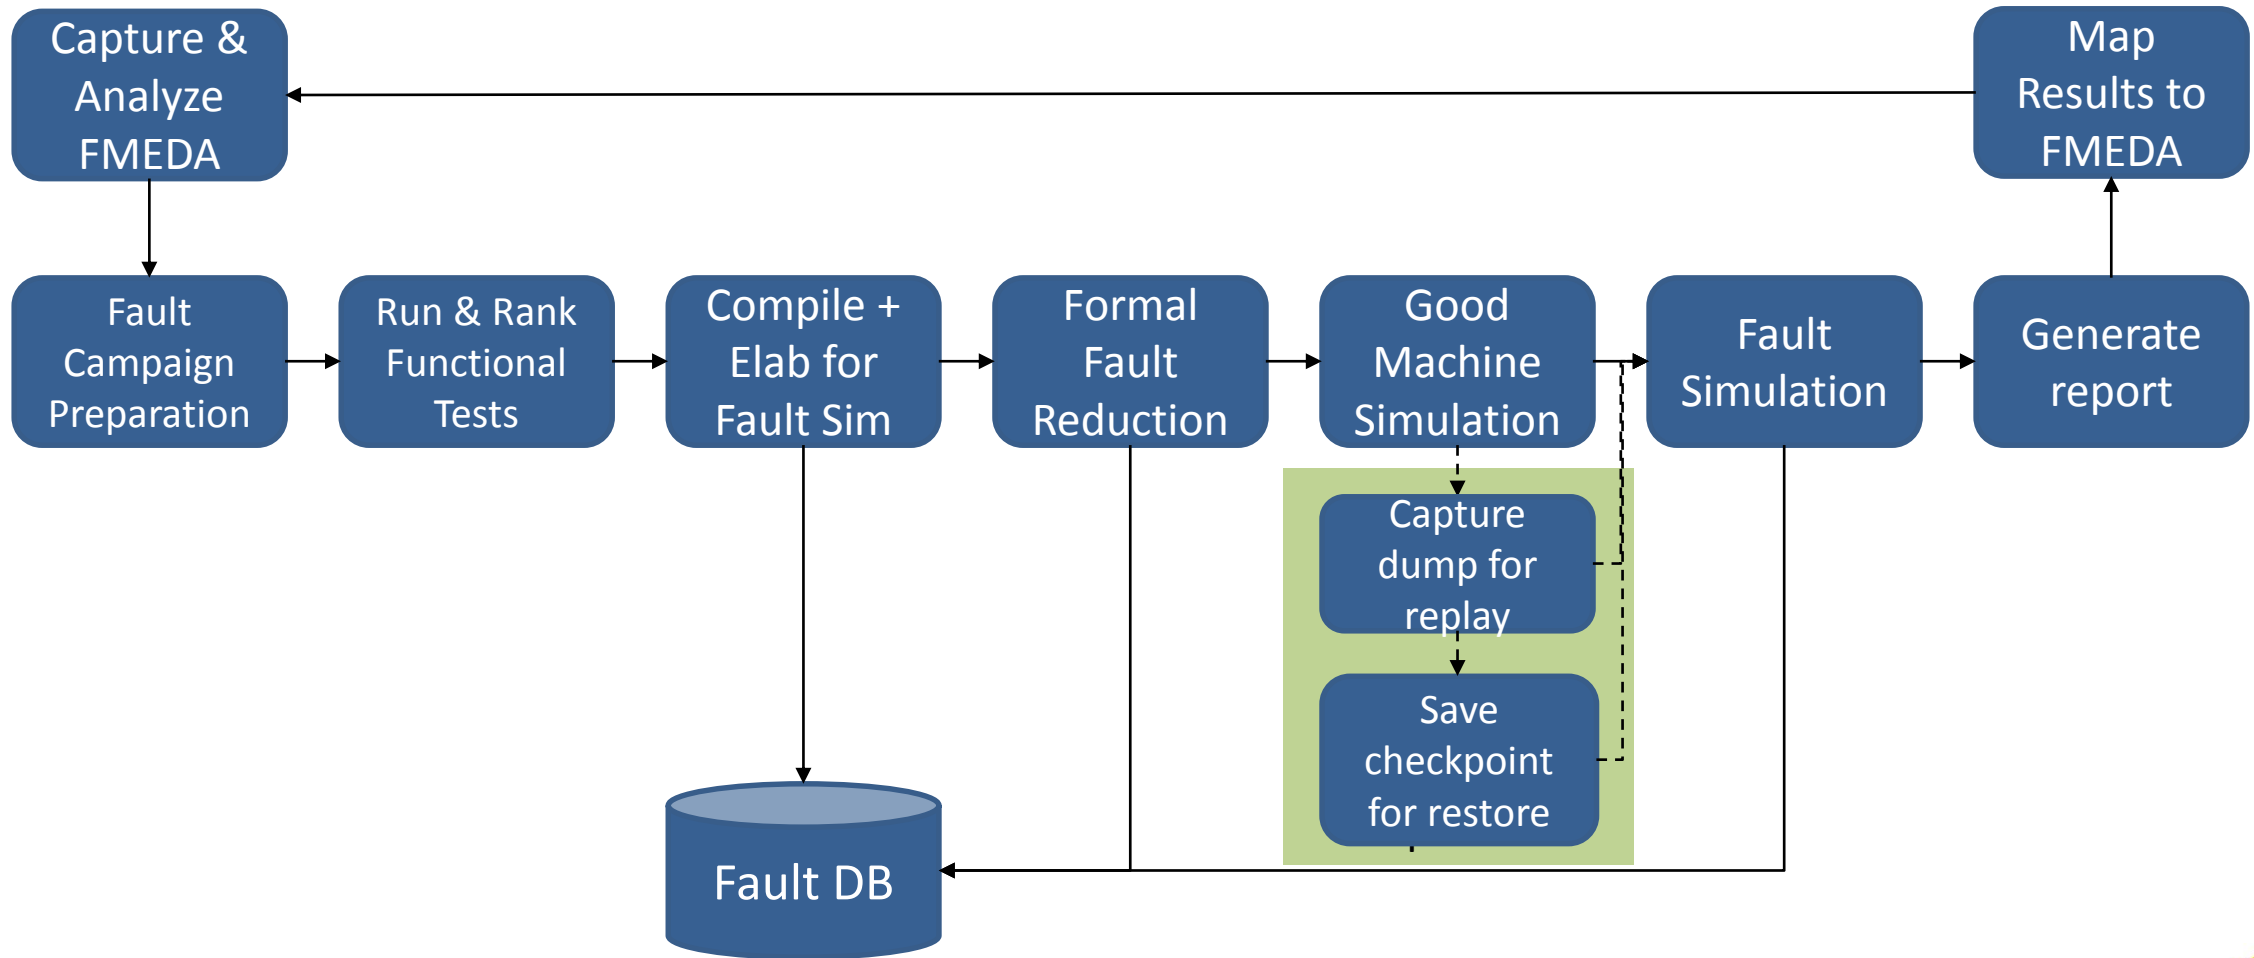 Capture &
Analyze
FMEDA
Map
Results to
FMEDA
Fault
Campaign
Preparation
Run & Rank
Functional
Tests
Compile +
Elab for
Fault Sim
Formal
Fault
Reduction
Good
Machine
Simulation
Fault
Simulation
Generate
report
Capture
dump for
replay
Save
checkpoint
for restore
Fault DB